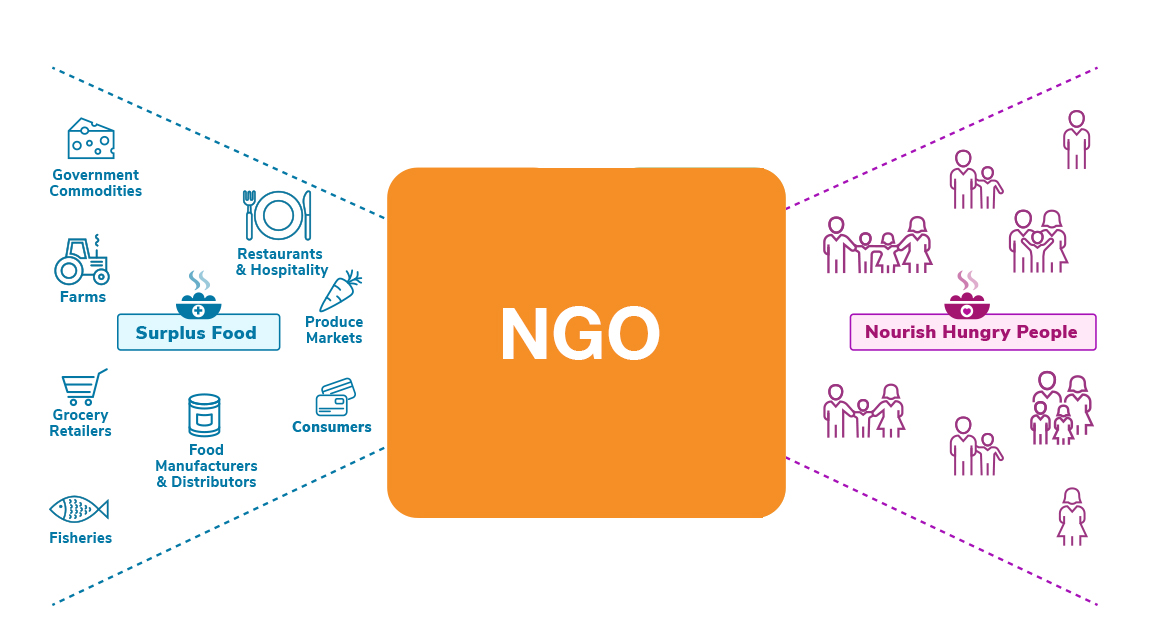 Government
Commodities
Restaurants
& Hospitality
Farms
Surplus Food
Produce
Markets
Grocery
Retailers
Food
Manufacturers
& Distributors
Consumers
Fisheries
NGO
Nourish Hungry People